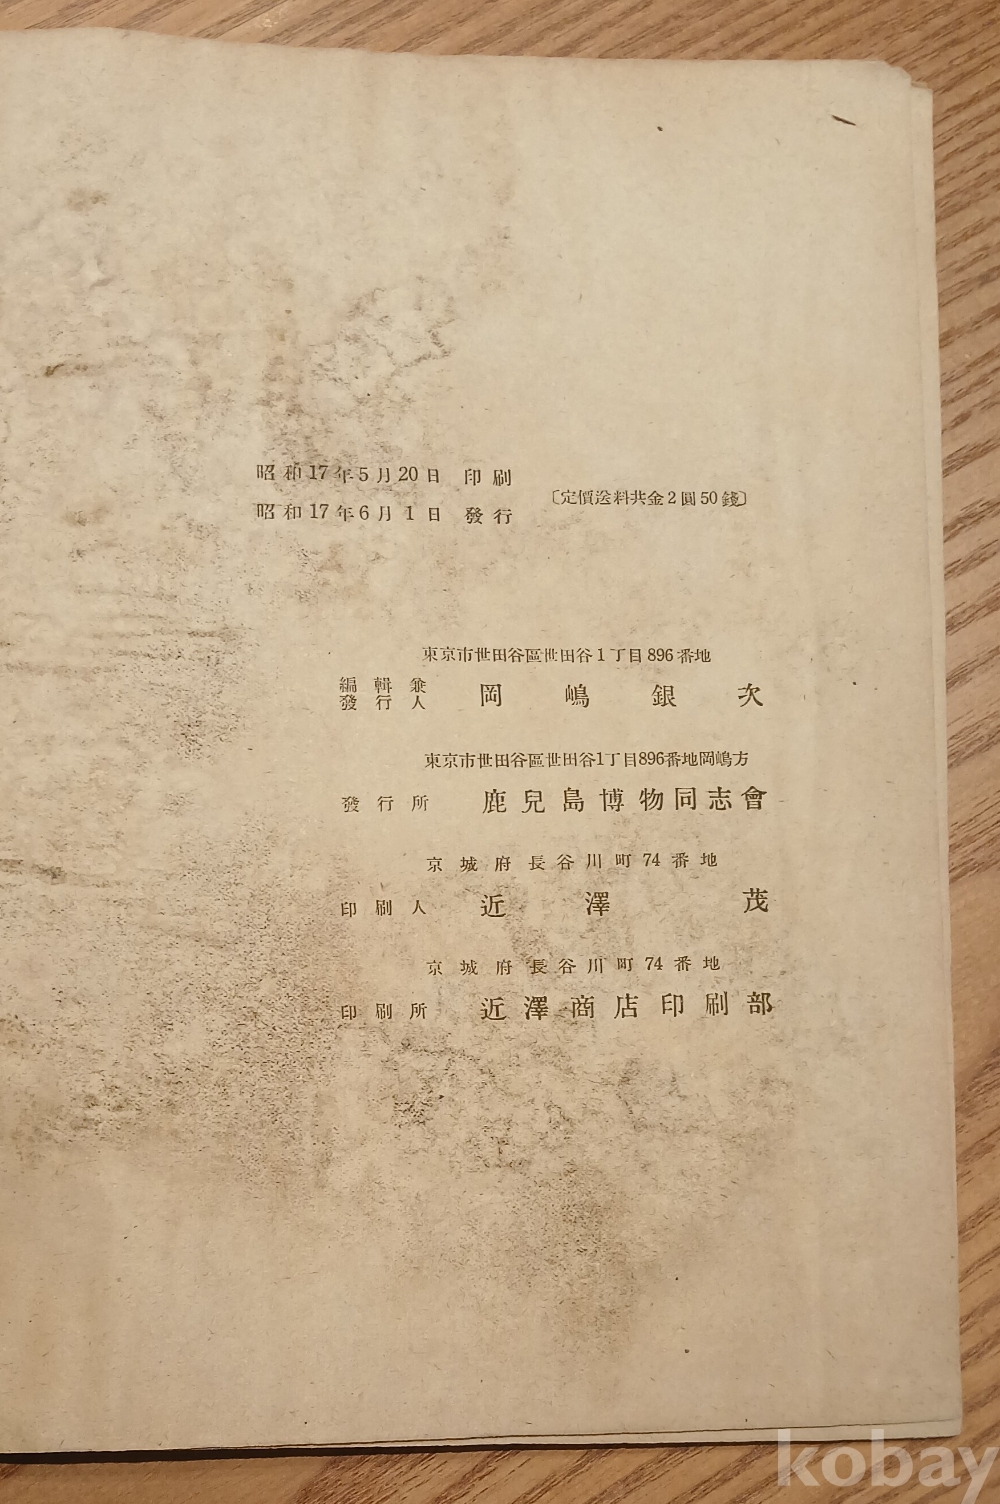 昭和17年5月20日 印刷
昭和17年6月1日 發行
〔定價送料共金2圓50錢〕
東京市世田谷區世田谷1丁目896番地
編輯兼
發行人
岡嶋銀次
東京市世田谷區世田谷1丁目896番地岡嶋方
發行所 鹿兒島博物同志會
京城府長谷川町74番地
印刷人 近澤茂
京城府長谷川町74番地
印刷所 近澤商店印刷部
kobay